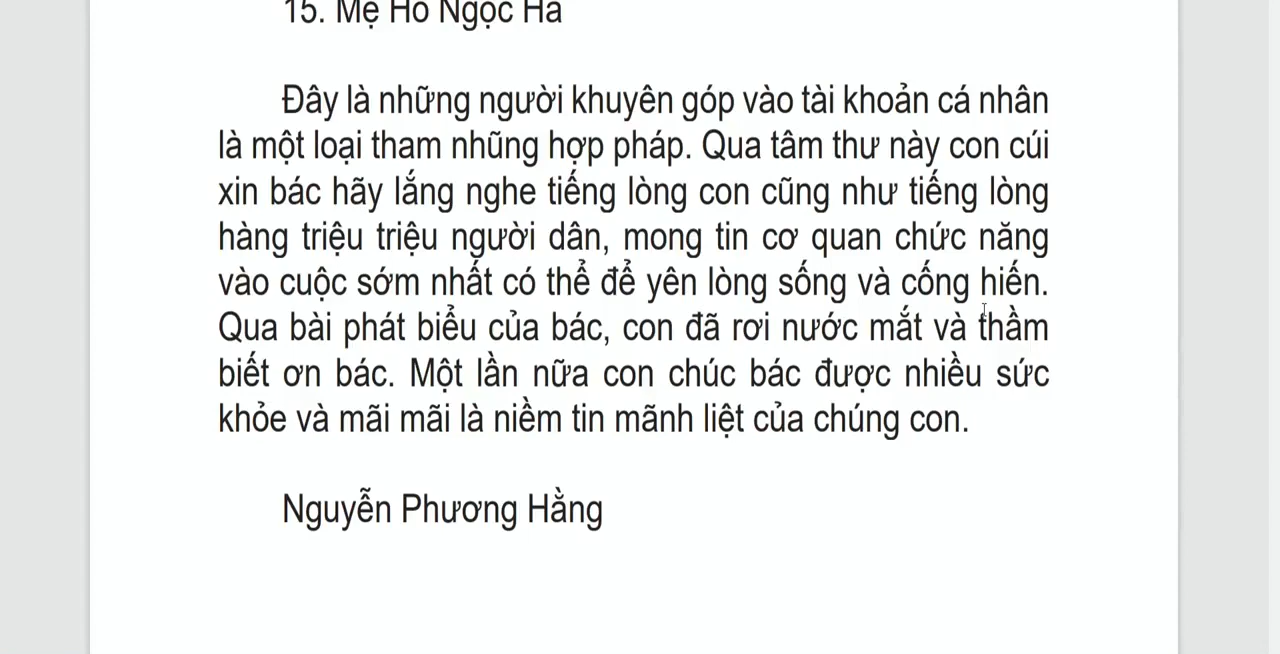 15. Mẹ Hồ Ngọc Hà
Đây là những người khuyên góp vào tài khoản cá nhân
là một loại tham nhũng hợp pháp. Qua tâm thư này con cúi
xin bác hãy lắng nghe tiếng lòng con cũng như tiếng lòng
hàng triệu triệu người dân, mong tin cơ quan chức năng
vào cuộc sớm nhất có thể để yên lòng sống và cống hiến.
Qua bài phát biểu của bác, con đã rơi nước mắt và thầm
biết ơn bác. Một lần nữa con chúc bác được nhiều sức
khỏe và mãi mãi là niềm tin mãnh liệt của chúng con.
Nguyễn Phương Hằng